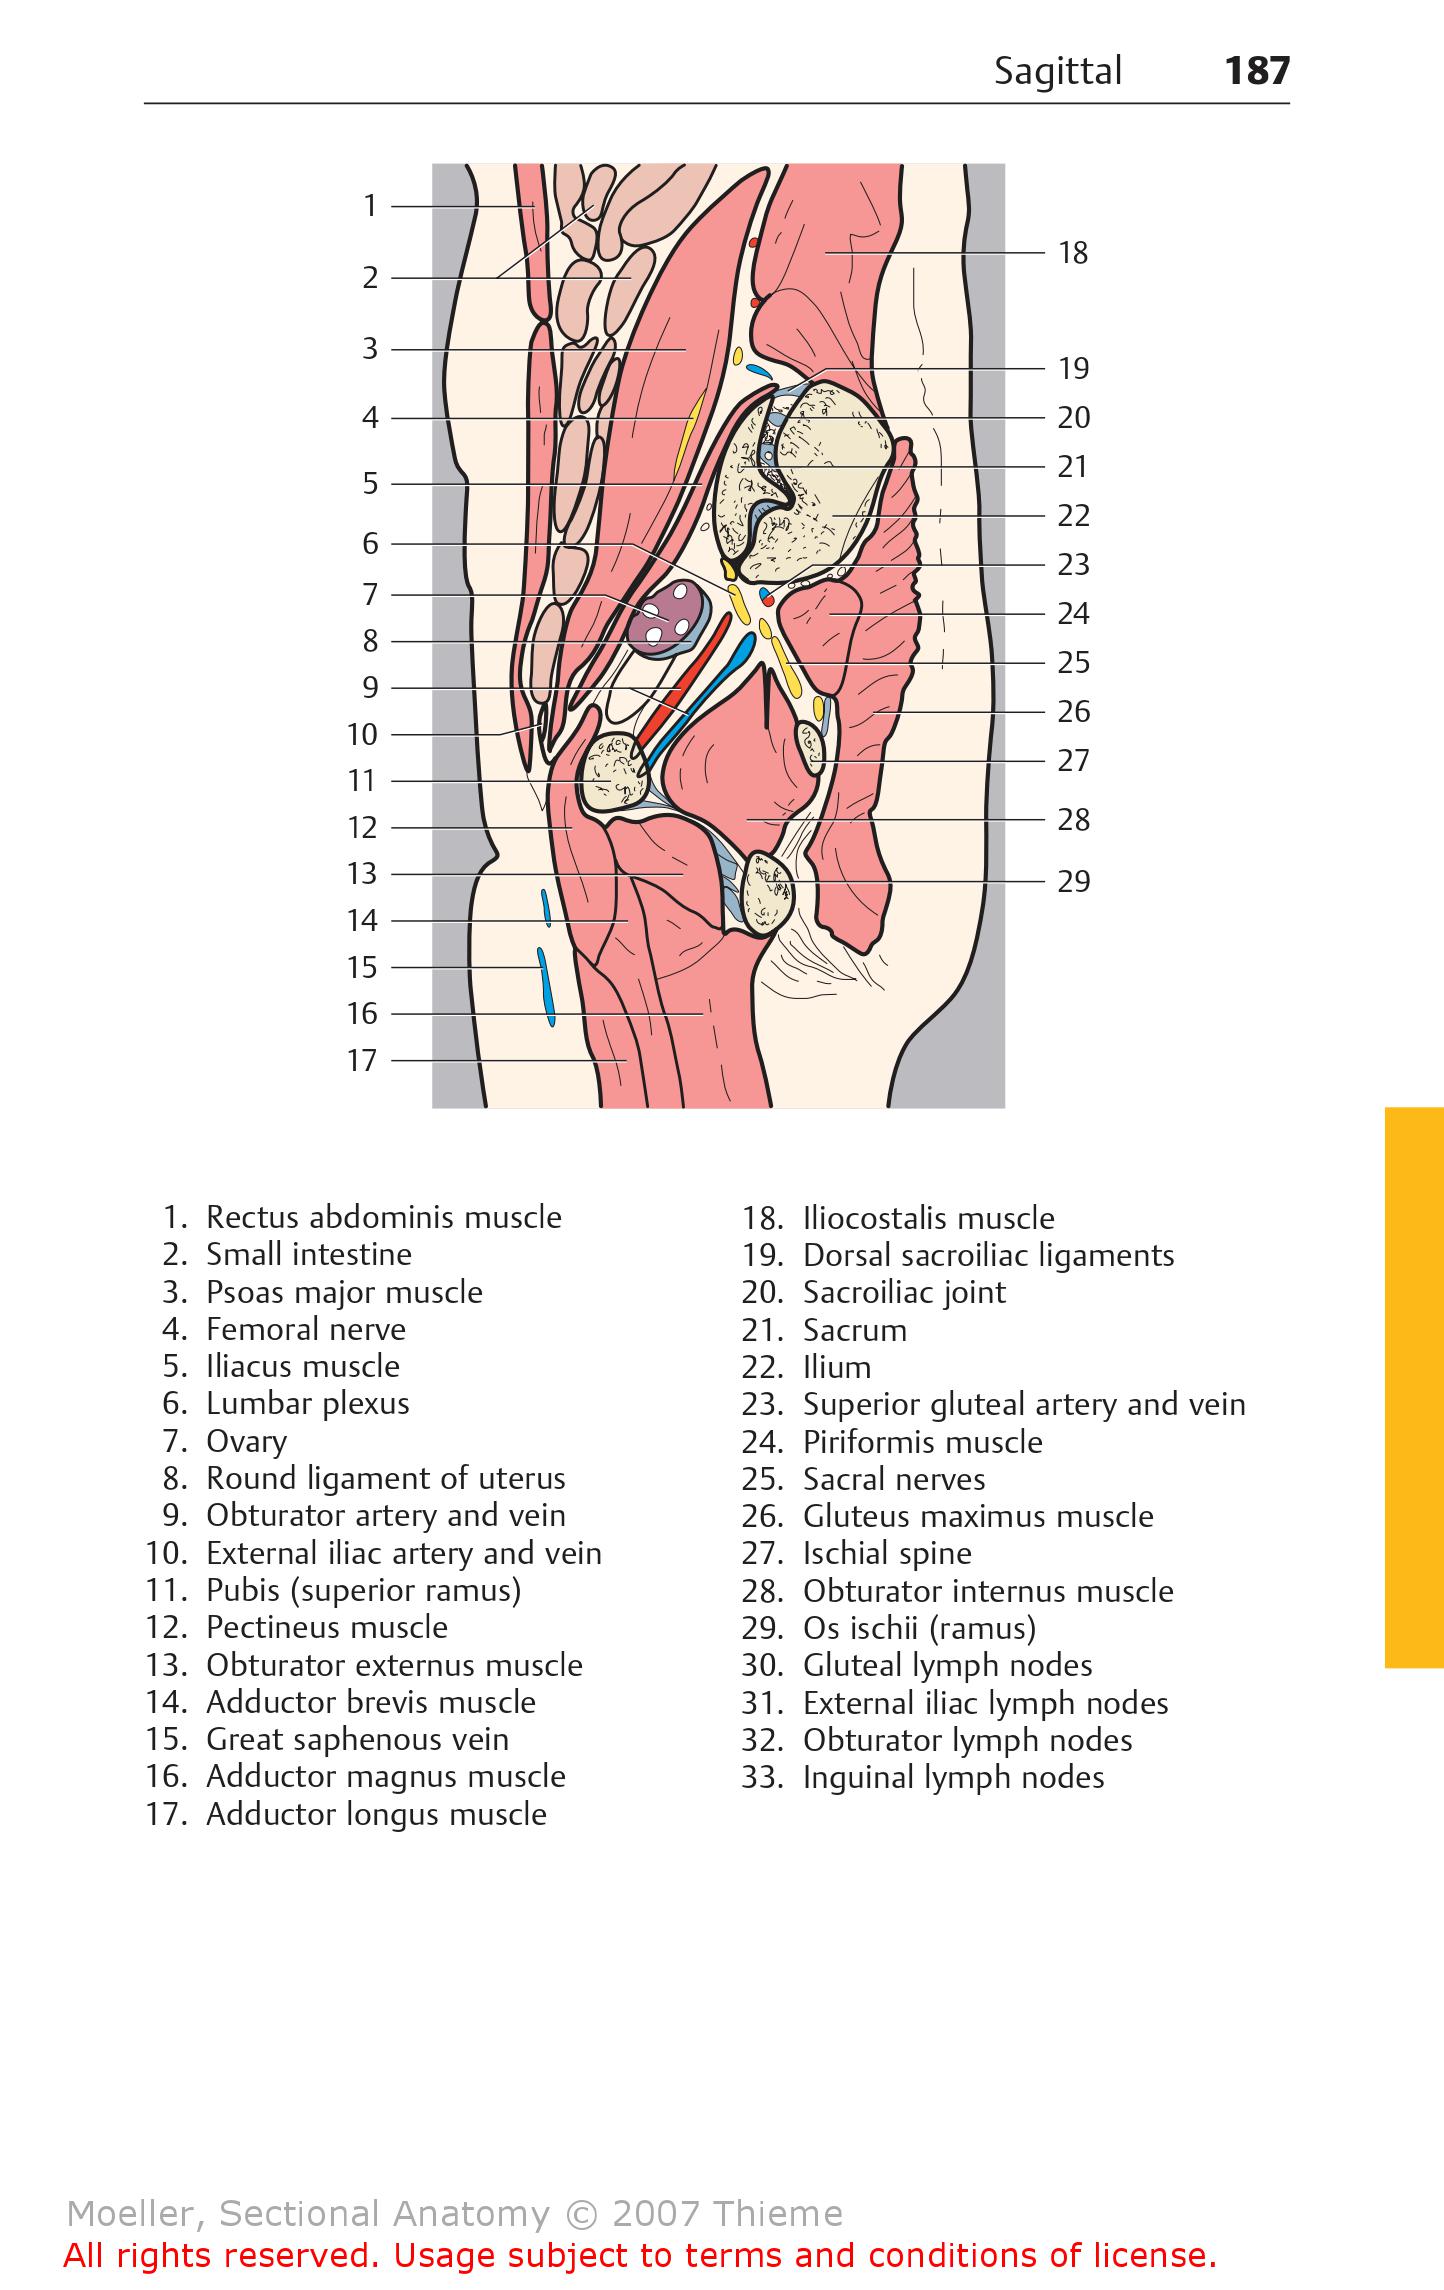 Sagittal 187
1
2
3
4
5
6
7
8
9
10
11
12
13
14
15
16
17
18
19
20
21
22
23
24
25
26
27
28
29
1. Rectus abdominis muscle
2. Small intestine
3. Psoas major muscle
4. Femoral nerve
5. Iliacus muscle
6. Lumbar plexus
7. Ovary
8. Round ligament of uterus
9. Obturator artery and vein
10. External iliac artery and vein
11. Pubis (superior ramus)
12. Pectineus muscle
13. Obturator externus muscle
14. Adductor brevis muscle
15. Great saphenous vein
16. Adductor magnus muscle
17. Adductor longus muscle
18. Iliocostalis muscle
19. Dorsal sacroiliac ligaments
20. Sacroiliac joint
21. Sacrum
22. Ilium
23. Superior gluteal artery and vein
24. Piriformis muscle
25. Sacral nerves
26. Gluteus maximus muscle
27. Ischial spine
28. Obturator internus muscle
29. Os ischii (ramus)
30. Gluteal lymph nodes
31. External iliac lymph nodes
32. Obturator lymph nodes
33. Inguinal lymph nodes
Moeller, Sectional Anatomy © 2007 Thieme
All rights reserved. Usage subject to terms and conditions of license.